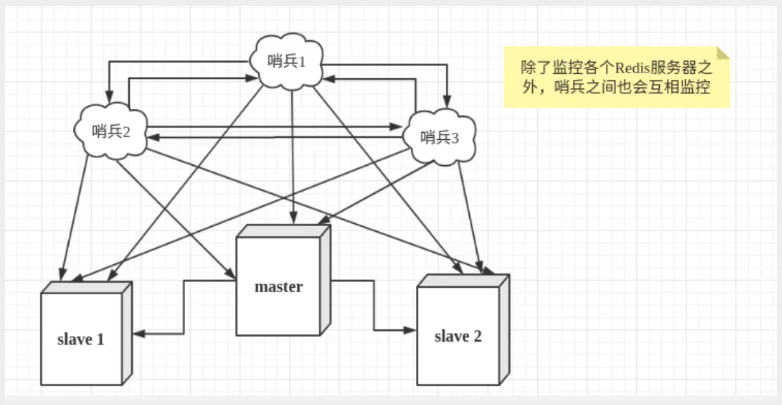 哨兵1
除了监控各个Redis服务器之
外，哨兵之间也会互相监控
哨兵2
哨兵3
master
slave 1
slave 2